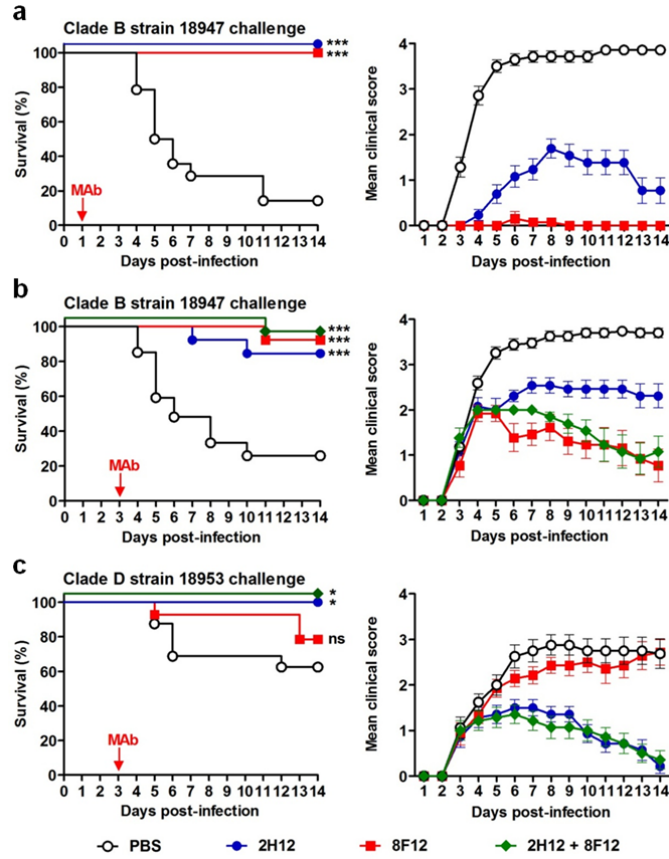 a
Clade B strain 18947 challenge
Survival (%)
100
80
60
40
20
0
MAb
***
***
0 1 2 3 4 5 6 7 8 9 10 11 12 13 14
Days post-infection
Mean clinical score
4
3
2
1
0
1 2 3 4 5 6 7 8 9 10 11 12 13 14
Days post-infection
b
Clade B strain 18947 challenge
Survival (%)
100
80
60
40
20
0
MAb
***
***
***
0 1 2 3 4 5 6 7 8 9 10 11 12 13 14
Days post-infection
Mean clinical score
4
3
2
1
0
1 2 3 4 5 6 7 8 9 10 11 12 13 14
Days post-infection
c
Clade D strain 18953 challenge
Survival (%)
100
80
60
40
20
0
MAb
*
*
ns
0 1 2 3 4 5 6 7 8 9 10 11 12 13 14
Days post-infection
Mean clinical score
4
3
2
1
0
1 2 3 4 5 6 7 8 9 10 11 12 13 14
Days post-infection
PBS 2H12 8F12 2H12 + 8F12